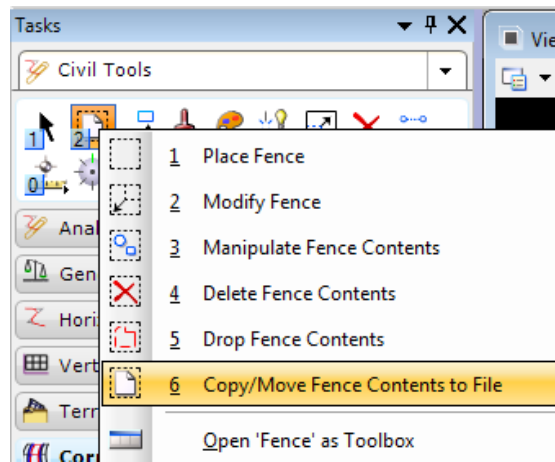 Tasks
Vie
Civil Tools
1
2
0
1 Place Fence
2 Modify Fence
3 Manipulate Fence Contents
4 Delete Fence Contents
5 Drop Fence Contents
6 Copy/Move Fence Contents to File
Open 'Fence' as Toolbox
Anal
Gen
Hori
Vert
Terr
Corr